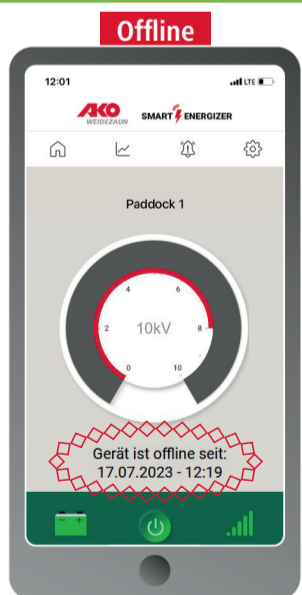 Offline
12:01
LTE
AKO
WEIDEZAUN
SMART ENERGIZER
Paddock 1
4 6
2 10kV 8
0 10
Gerät ist offline seit:
17.07.2023 - 12:19
- +